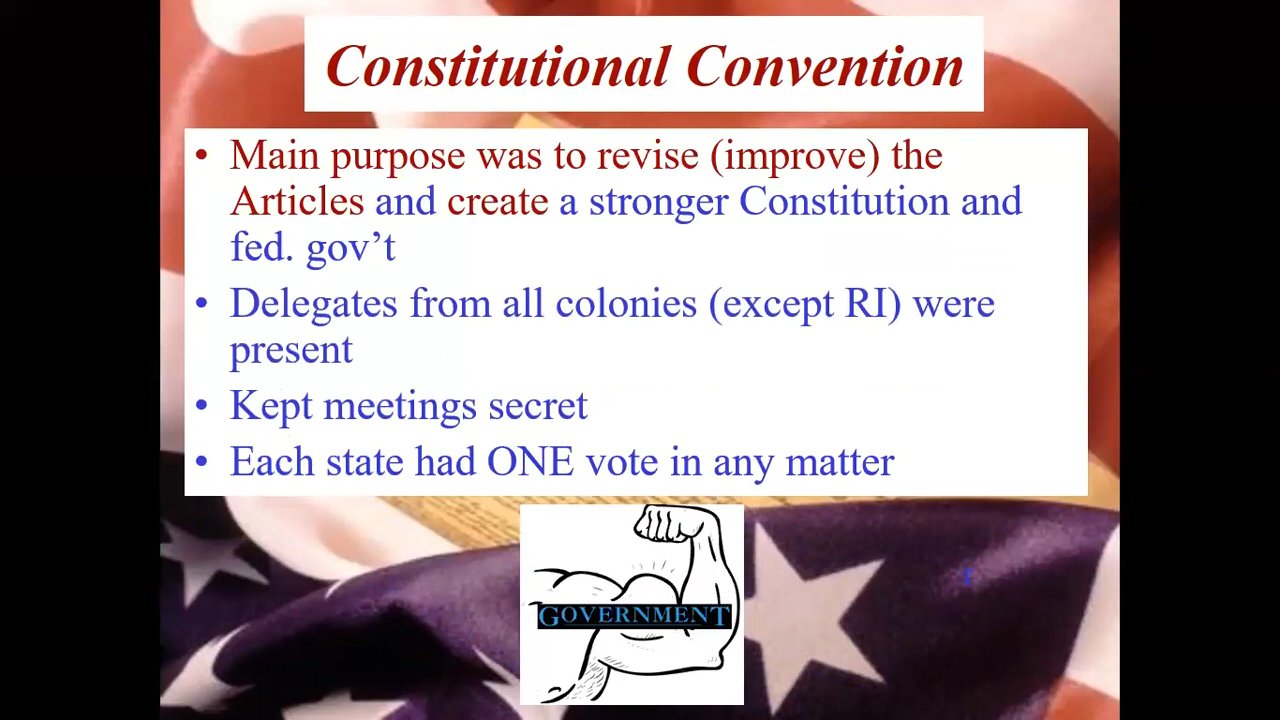 Constitutional Convention
• Main purpose was to revise (improve) the
Articles and create a stronger Constitution and
fed. gov’t
• Delegates from all colonies (except RI) were
present
• Kept meetings secret
• Each state had ONE vote in any matter
GOVERNMENT